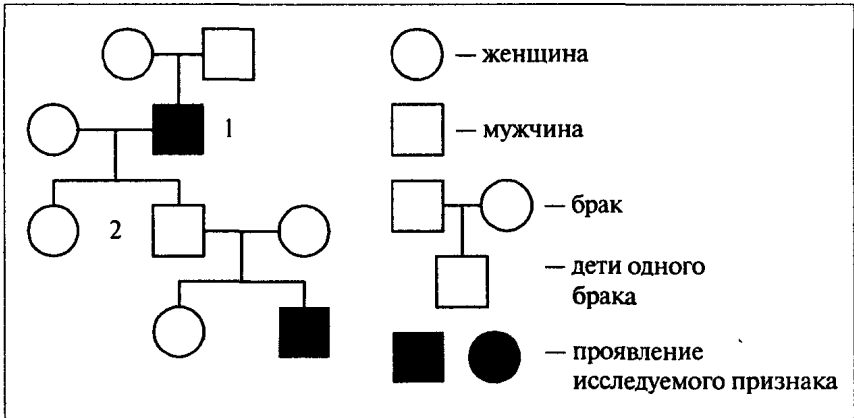 1
2
— женщина
— мужчина
— брак
— дети одного
брака
— проявление
исследуемого признака